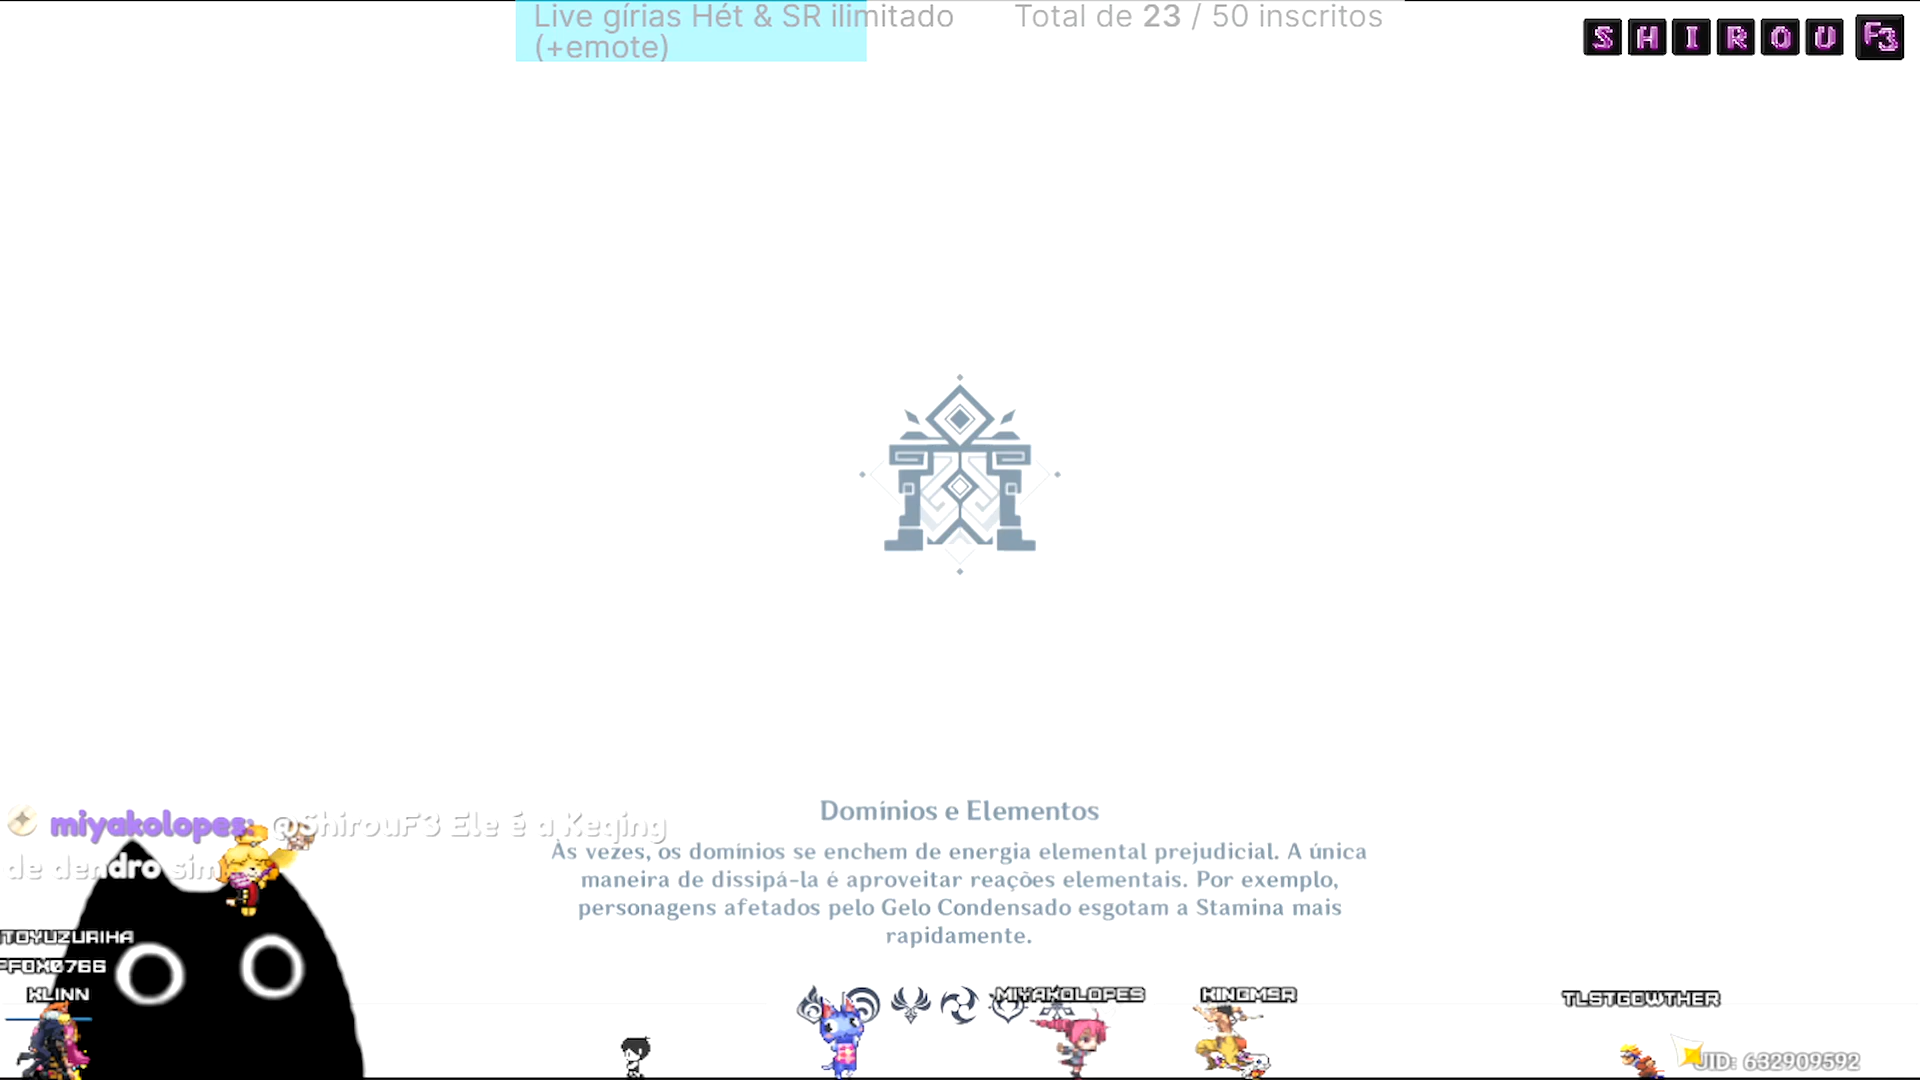 Live gírias Hét & SR ilimitado
(+emote)
Total de 23 / 50 inscritos
SHIROU F3
miyakolopes: @ShirouF3 Ele é a Keqing
de dendro sim
Domínios e Elementos
Às vezes, os domínios se enchem de energia elemental prejudicial. A única
maneira de dissipá-la é aproveitar reações elementais. Por exemplo,
personagens afetados pelo Gelo Condensado esgotam a Stamina mais
rapidamente.
TOYUZURIHA
PFOX0766
KLINN
MIYAKOLOPES
KINGMSR
TLSTGOWTHER
UID: 632909592